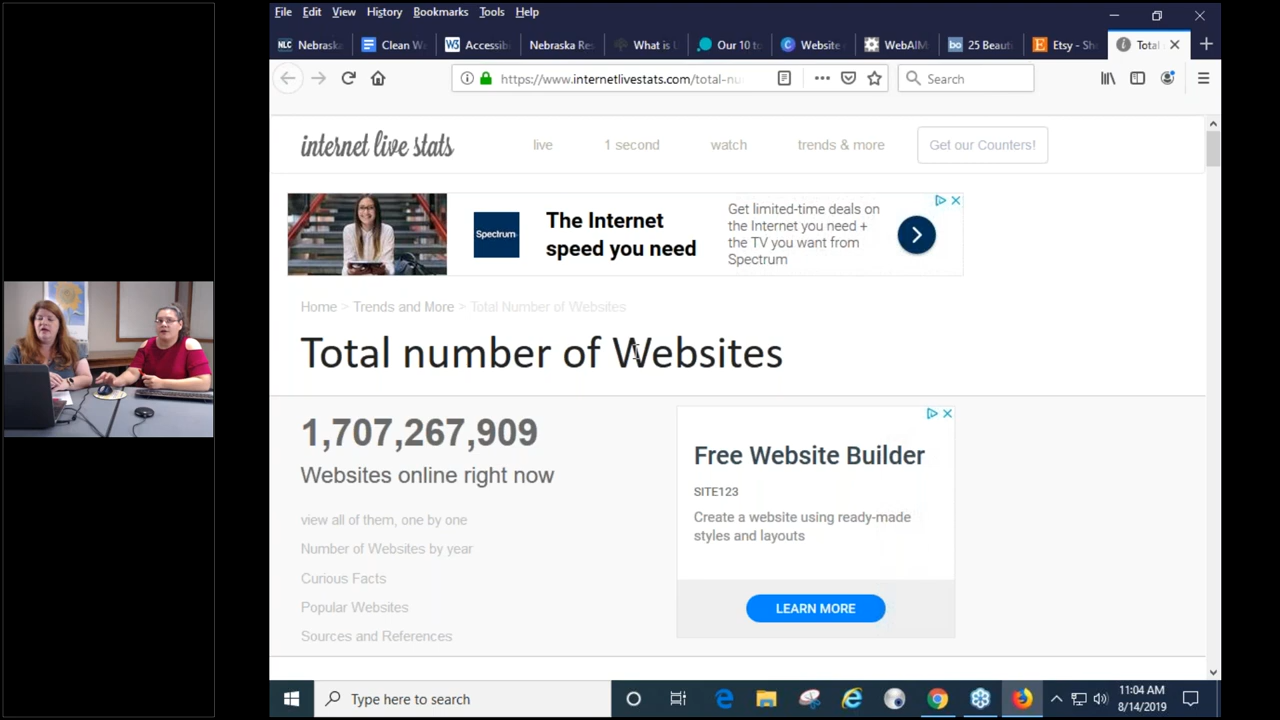 File Edit View History Bookmarks Tools Help
NLC Nebraska
Clean W
W3 Accessib
Nebraska Re
What is
Our 10 t
Website
WebAIM
bo 25 Beaut
Etsy - Sh
Total
https://www.internetlivestats.com/total-nu
Search
internet live stats
live 1 second watch trends & more Get our Counters!
Spectrum
The Internet
speed you need
Get limited-time deals on
the Internet you need +
the TV you want from
Spectrum
Home > Trends and More > Total Number of Websites
Total number of Websites
1,707,267,909
Websites online right now
view all of them, one by one
Number of Websites by year
Curious Facts
Popular Websites
Sources and References
Free Website Builder
SITE123
Create a website using ready-made
styles and layouts
LEARN MORE
Type here to search
11:04 AM
8/14/2019